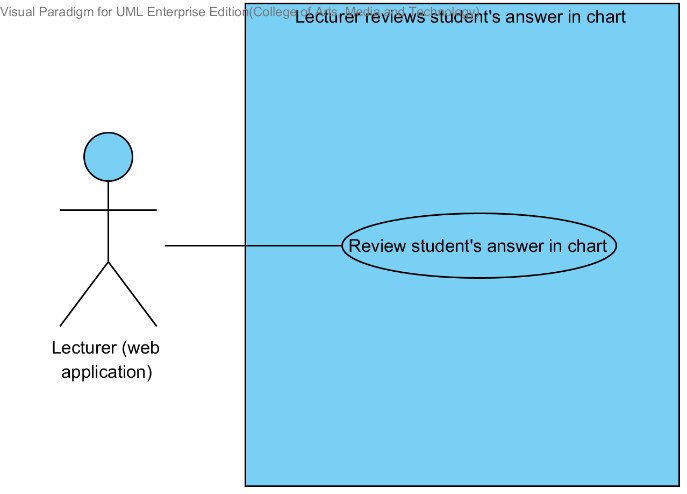 Visual Paradigm for UML Enterprise Edition(College of Arts, Media and Technology)
Lecturer reviews student's answer in chart
Review student's answer in chart
Lecturer (web
application)